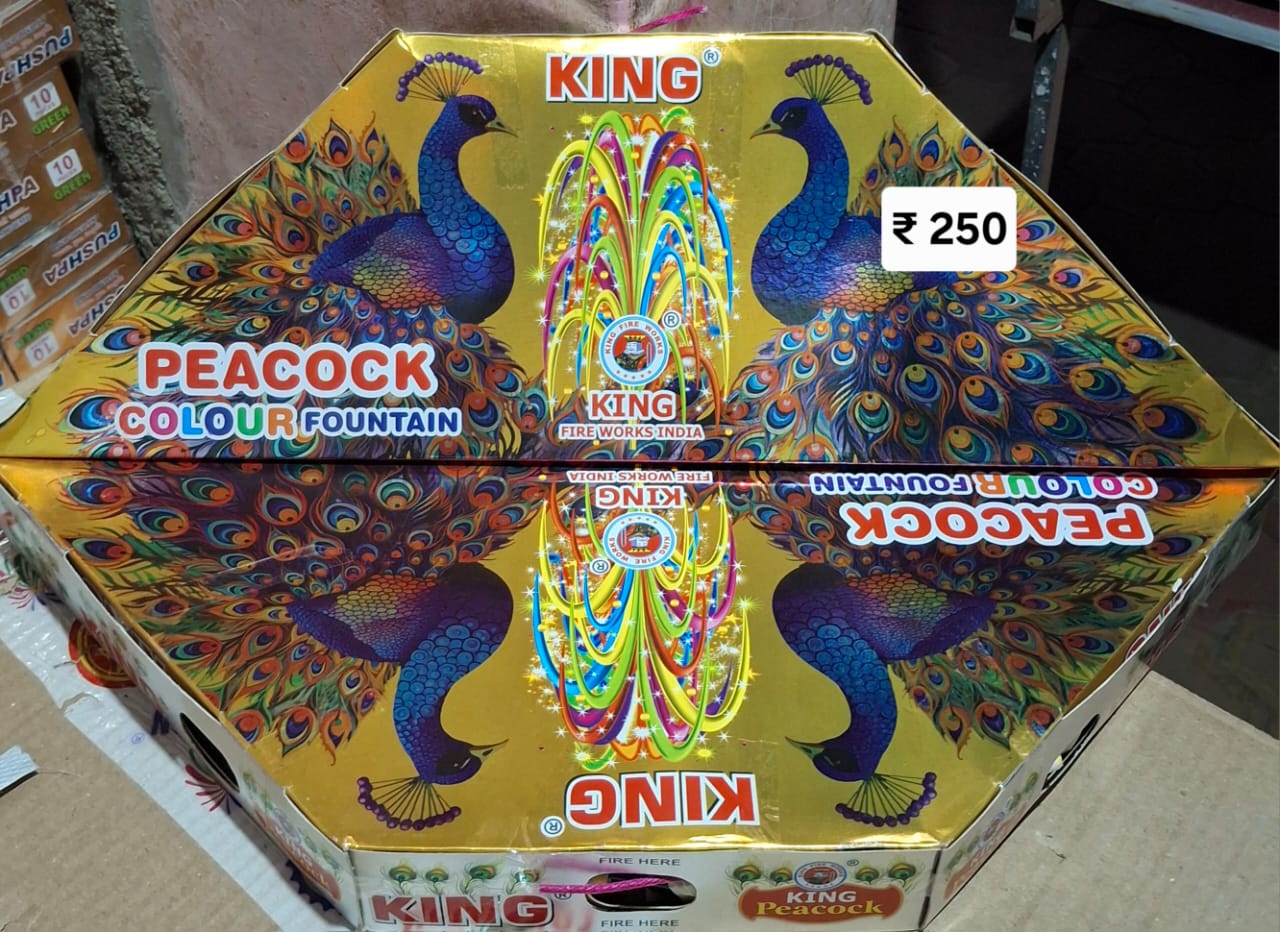 PUSHPA
10
GREEN
10
GREEN
PUSHPA
PUSHPA
10
GREEN
PUSHPA
10
KING®
₹ 250
PEACOCK
COLOUR FOUNTAIN
KING FIRE WORKS
®
KING
FIRE WORKS INDIA
FIRE WORKS INDIA
KING
KING FIRE WORKS
®
COLOUR FOUNTAIN
PEACOCK
KING®
FIRE HERE
KING®
FIRE HERE
®
KING
Peacock